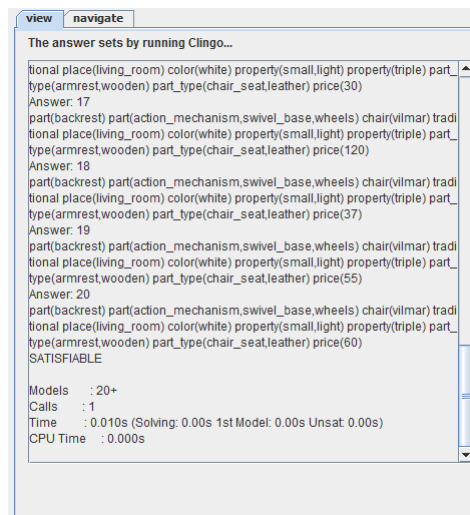 view navigate
The answer sets by running Clingo...
tional place(living_room) color(white) property(small,light) property(triple) part_
type(armrest,wooden) part_type(chair_seat,leather) price(30)
Answer: 17
part(backrest) part(action_mechanism,swivel_base,wheels) chair(vilmar) tradi
tional place(living_room) color(white) property(small,light) property(triple) part_
type(armrest,wooden) part_type(chair_seat,leather) price(120)
Answer: 18
part(backrest) part(action_mechanism,swivel_base,wheels) chair(vilmar) tradi
tional place(living_room) color(white) property(small,light) property(triple) part_
type(armrest,wooden) part_type(chair_seat,leather) price(37)
Answer: 19
part(backrest) part(action_mechanism,swivel_base,wheels) chair(vilmar) tradi
tional place(living_room) color(white) property(small,light) property(triple) part_
type(armrest,wooden) part_type(chair_seat,leather) price(55)
Answer: 20
part(backrest) part(action_mechanism,swivel_base,wheels) chair(vilmar) tradi
tional place(living_room) color(white) property(small,light) property(triple) part_
type(armrest,wooden) part_type(chair_seat,leather) price(60)
SATISFIABLE
Models : 20+
Calls : 1
Time : 0.010s (Solving: 0.00s 1st Model: 0.00s Unsat: 0.00s)
CPU Time : 0.000s